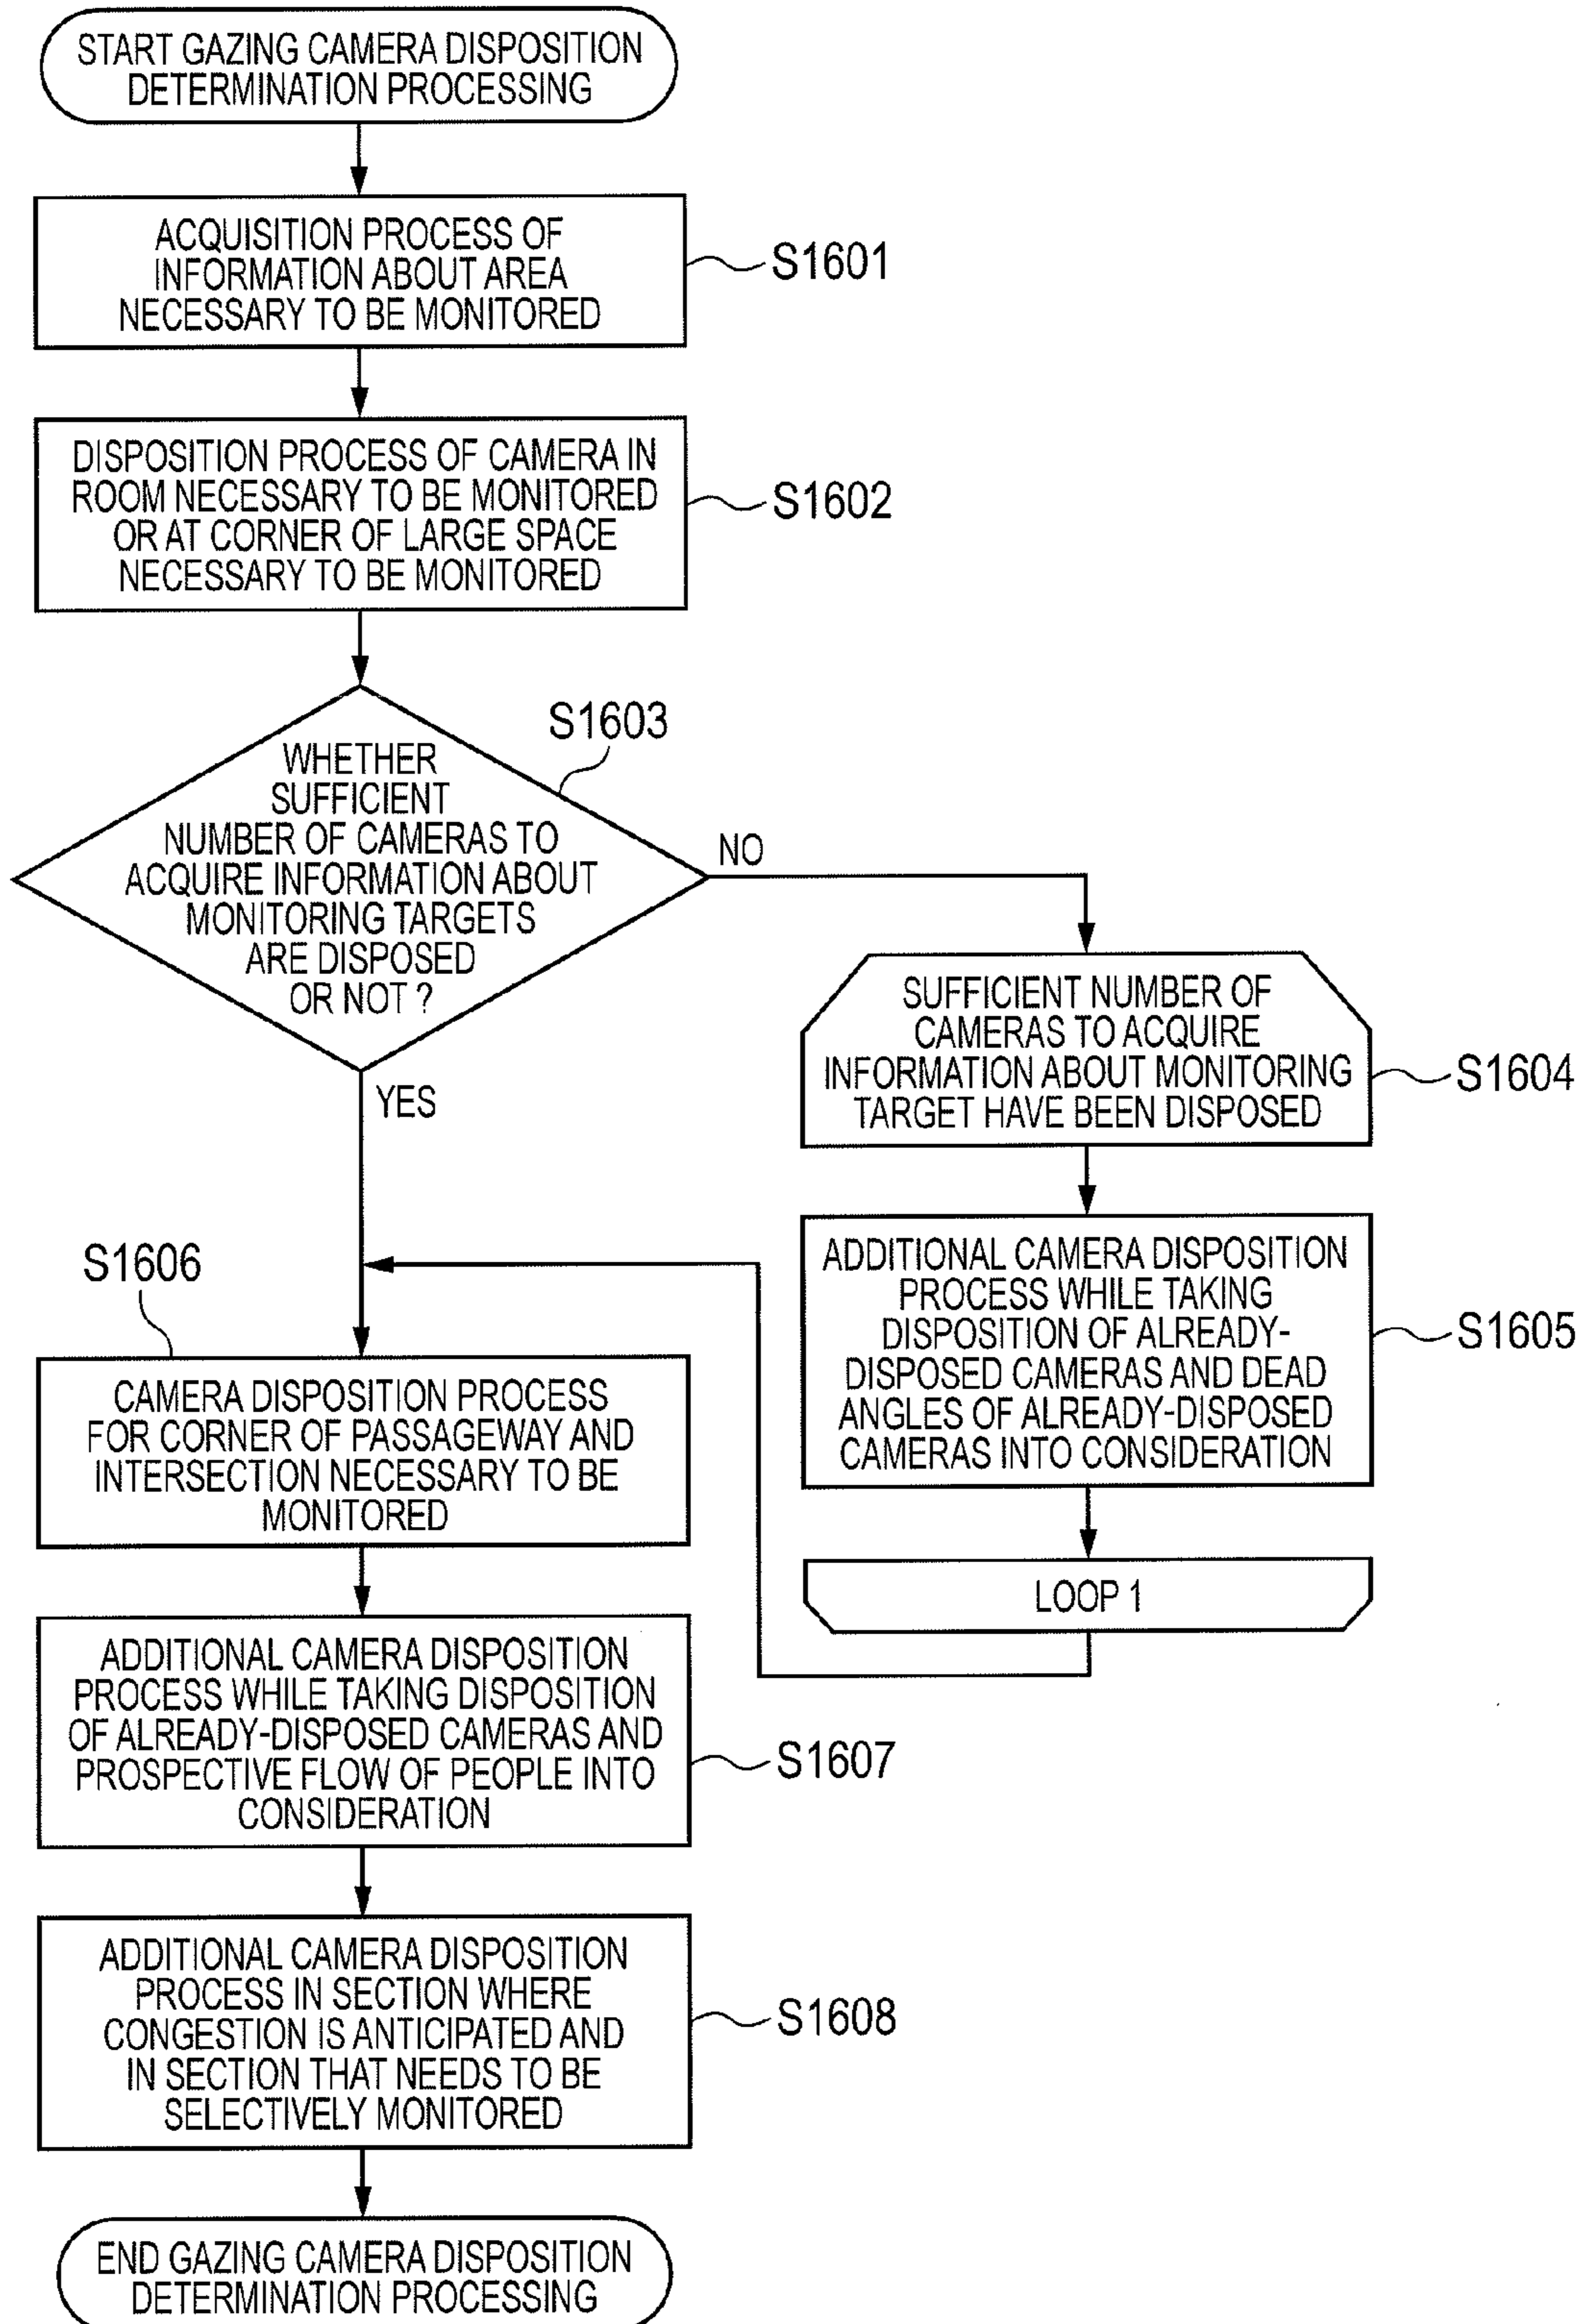 START GAZING CAMERA DISPOSITION
DETERMINATION PROCESSING
ACQUISITION PROCESS OF
INFORMATION ABOUT AREA
NECESSARY TO BE MONITORED
S1601
DISPOSITION PROCESS OF CAMERA IN
ROOM NECESSARY TO BE MONITORED
OR AT CORNER OF LARGE SPACE
NECESSARY TO BE MONITORED
S1602
S1603
WHETHER
SUFFICIENT
NUMBER OF CAMERAS TO
ACQUIRE INFORMATION ABOUT
MONITORING TARGETS
ARE DISPOSED
OR NOT ?
NO
YES
SUFFICIENT NUMBER OF
CAMERAS TO ACQUIRE
INFORMATION ABOUT MONITORING
TARGET HAVE BEEN DISPOSED
S1604
ADDITIONAL CAMERA DISPOSITION
PROCESS WHILE TAKING
DISPOSITION OF ALREADY-
DISPOSED CAMERAS AND DEAD
ANGLES OF ALREADY-DISPOSED
CAMERAS INTO CONSIDERATION
S1605
LOOP 1
S1606
CAMERA DISPOSITION PROCESS
FOR CORNER OF PASSAGEWAY AND
INTERSECTION NECESSARY TO BE
MONITORED
ADDITIONAL CAMERA DISPOSITION
PROCESS WHILE TAKING DISPOSITION
OF ALREADY-DISPOSED CAMERAS AND
PROSPECTIVE FLOW OF PEOPLE INTO
CONSIDERATION
S1607
ADDITIONAL CAMERA DISPOSITION
PROCESS IN SECTION WHERE
CONGESTION IS ANTICIPATED AND
IN SECTION THAT NEEDS TO BE
SELECTIVELY MONITORED
S1608
END GAZING CAMERA DISPOSITION
DETERMINATION PROCESSING